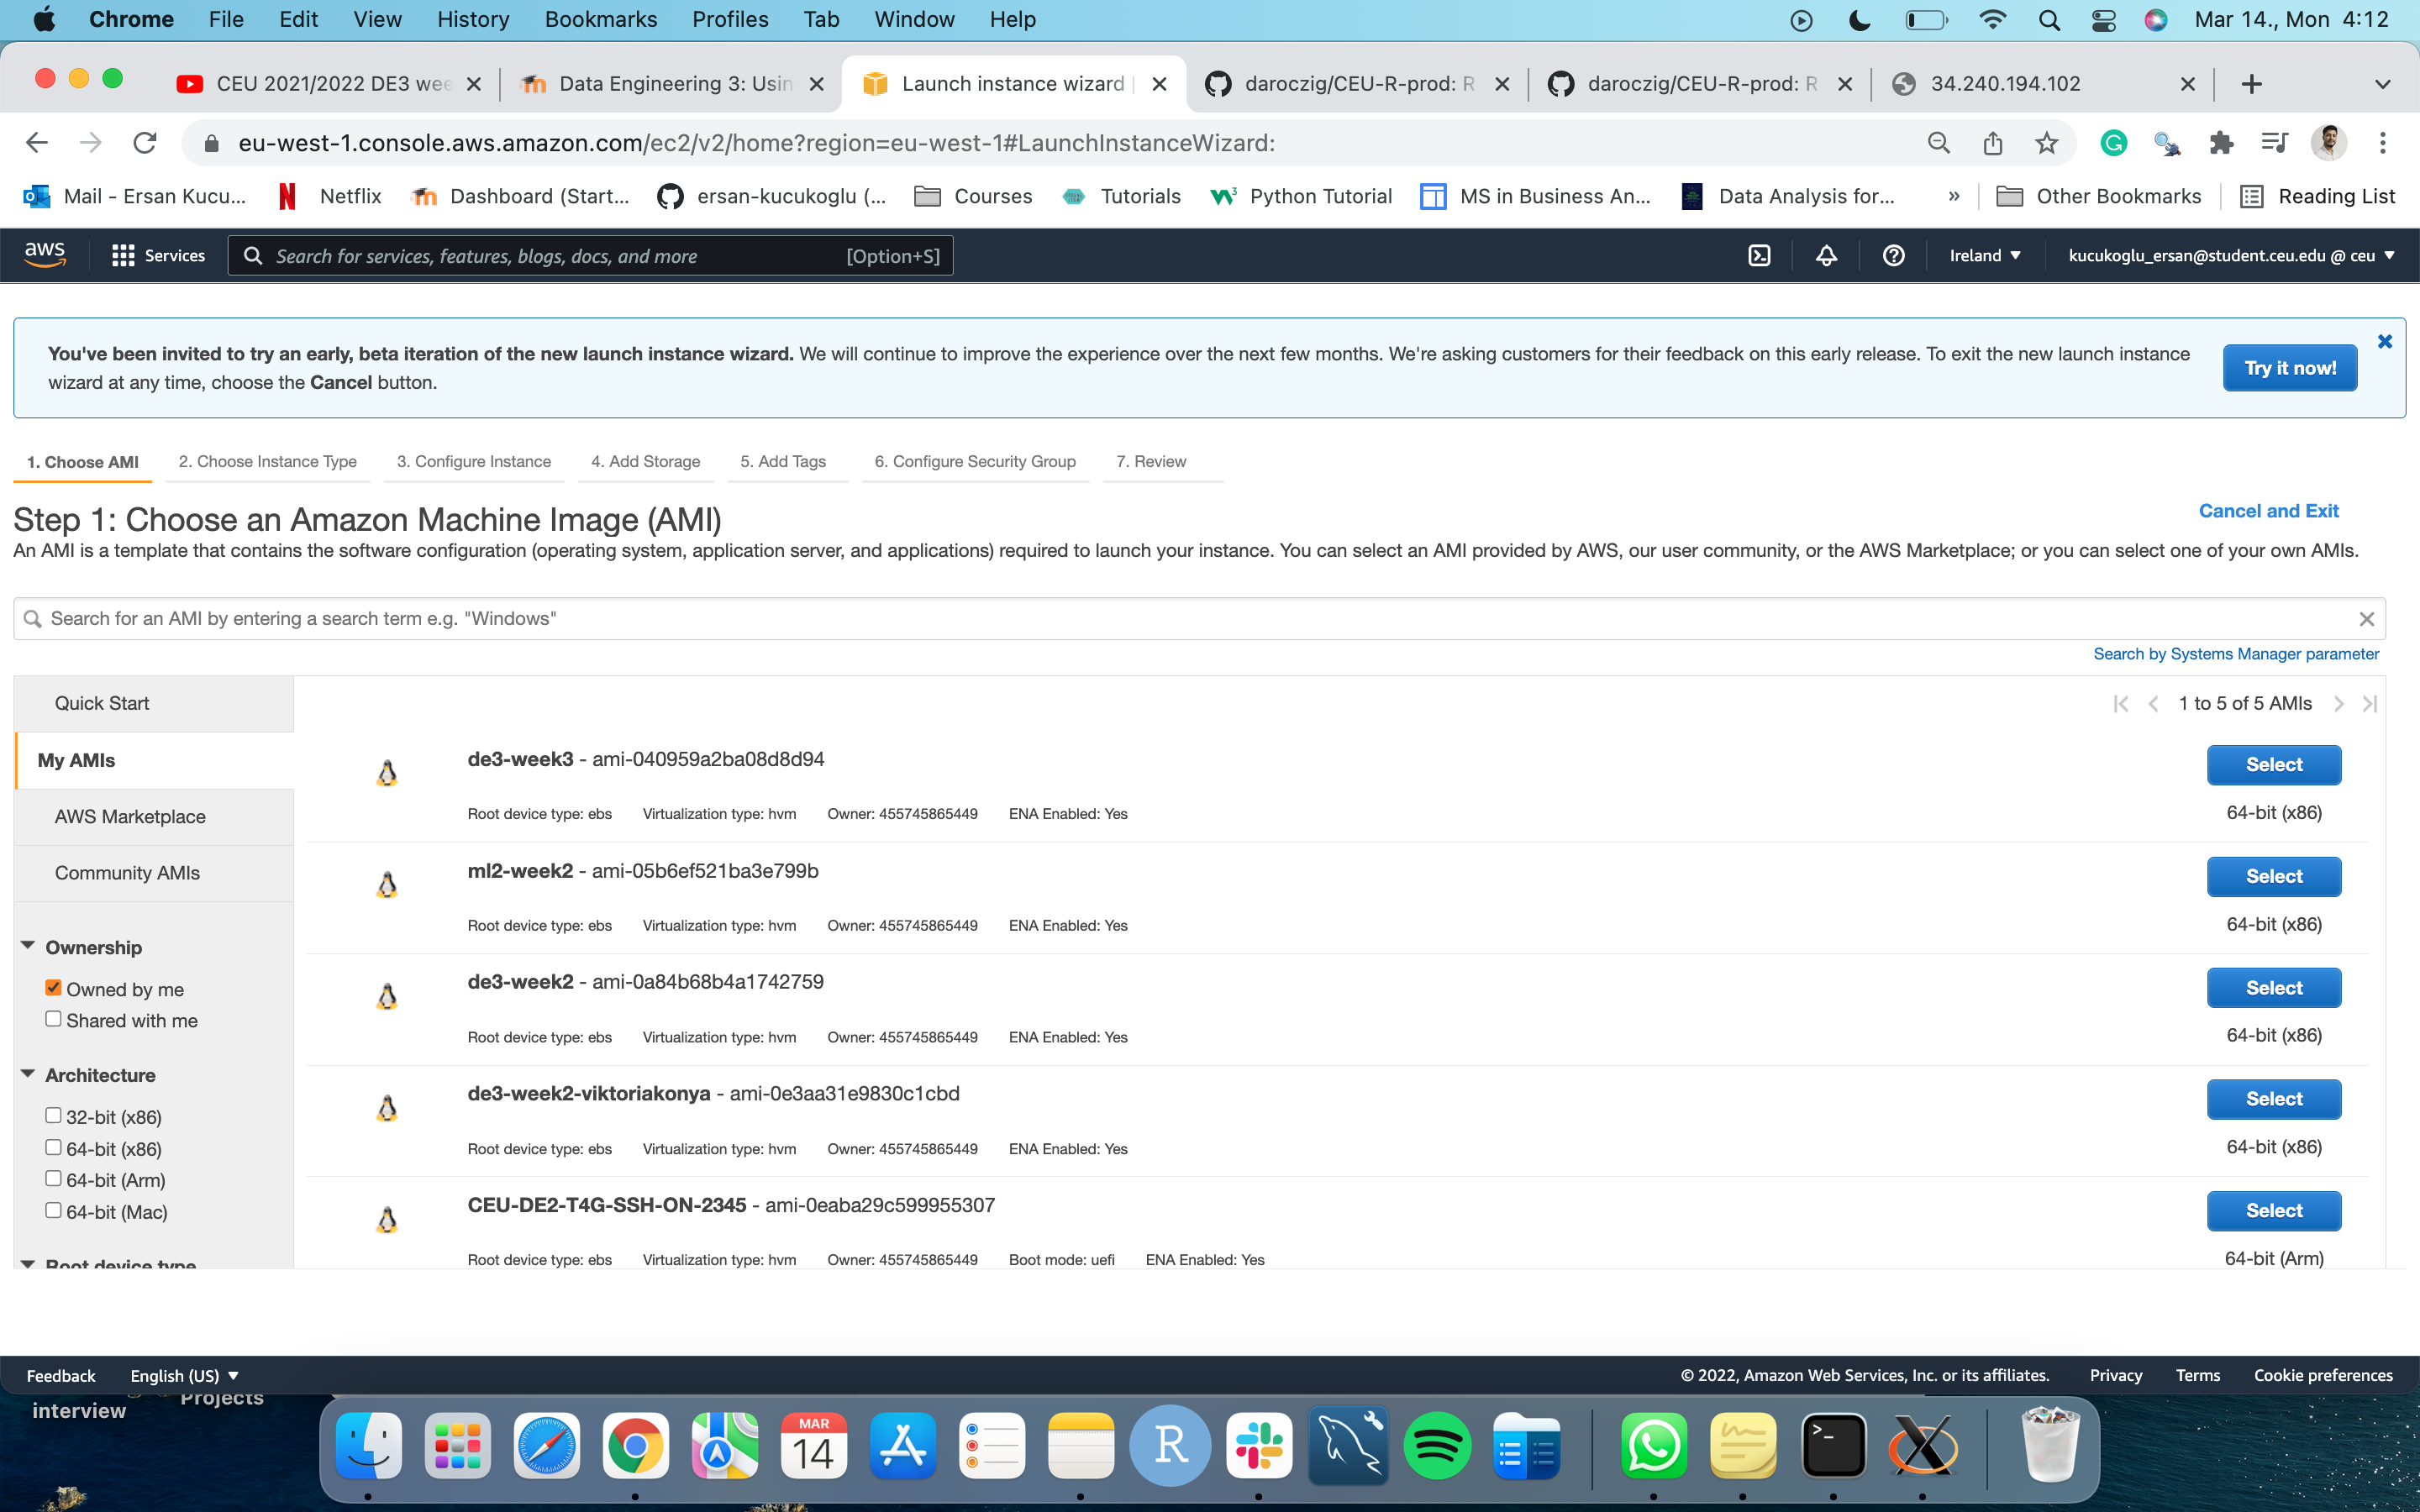 Chrome File Edit View History Bookmarks Profiles Tab Window Help Mar 14., Mon 4:12
CEU 2021/2022 DE3 wee Data Engineering 3: Usin Launch instance wizard | daroczig/CEU-R-prod: R daroczig/CEU-R-prod: R 34.240.194.102
eu-west-1.console.aws.amazon.com/ec2/v2/home?region=eu-west-1#LaunchInstanceWizard:
Mail - Ersan Kucu... Netflix Dashboard (Start... ersan-kucukoglu (... Courses Tutorials Python Tutorial MS in Business An... Data Analysis for... » Other Bookmarks Reading List
aws Services Search for services, features, blogs, docs, and more [Option+S] Ireland ▼ kucukoglu_ersan@student.ceu.edu @ ceu ▼
You've been invited to try an early, beta iteration of the new launch instance wizard. We will continue to improve the experience over the next few months. We're asking customers for their feedback on this early release. To exit the new launch instance
wizard at any time, choose the Cancel button.
Try it now!
1. Choose AMI 2. Choose Instance Type 3. Configure Instance 4. Add Storage 5. Add Tags 6. Configure Security Group 7. Review
Step 1: Choose an Amazon Machine Image (AMI)
Cancel and Exit
An AMI is a template that contains the software configuration (operating system, application server, and applications) required to launch your instance. You can select an AMI provided by AWS, our user community, or the AWS Marketplace; or you can select one of your own AMIs.
Search for an AMI by entering a search term e.g. "Windows"
Search by Systems Manager parameter
Quick Start
My AMIs
AWS Marketplace
Community AMIs
Ownership
Owned by me
Shared with me
Architecture
32-bit (x86)
64-bit (x86)
64-bit (Arm)
64-bit (Mac)
Root device type
1 to 5 of 5 AMIs
de3-week3 - ami-040959a2ba08d8d94
Select
Root device type: ebs Virtualization type: hvm Owner: 455745865449 ENA Enabled: Yes
64-bit (x86)
ml2-week2 - ami-05b6ef521ba3e799b
Select
Root device type: ebs Virtualization type: hvm Owner: 455745865449 ENA Enabled: Yes
64-bit (x86)
de3-week2 - ami-0a84b68b4a1742759
Select
Root device type: ebs Virtualization type: hvm Owner: 455745865449 ENA Enabled: Yes
64-bit (x86)
de3-week2-viktoriakonya - ami-0e3aa31e9830c1cbd
Select
Root device type: ebs Virtualization type: hvm Owner: 455745865449 ENA Enabled: Yes
64-bit (x86)
CEU-DE2-T4G-SSH-ON-2345 - ami-0eaba29c599955307
Select
Root device type: ebs Virtualization type: hvm Owner: 455745865449 Boot mode: uefi ENA Enabled: Yes
64-bit (Arm)
Feedback English (US) ▼ © 2022, Amazon Web Services, Inc. or its affiliates. Privacy Terms Cookie preferences
interview Projects
MAR
14
R